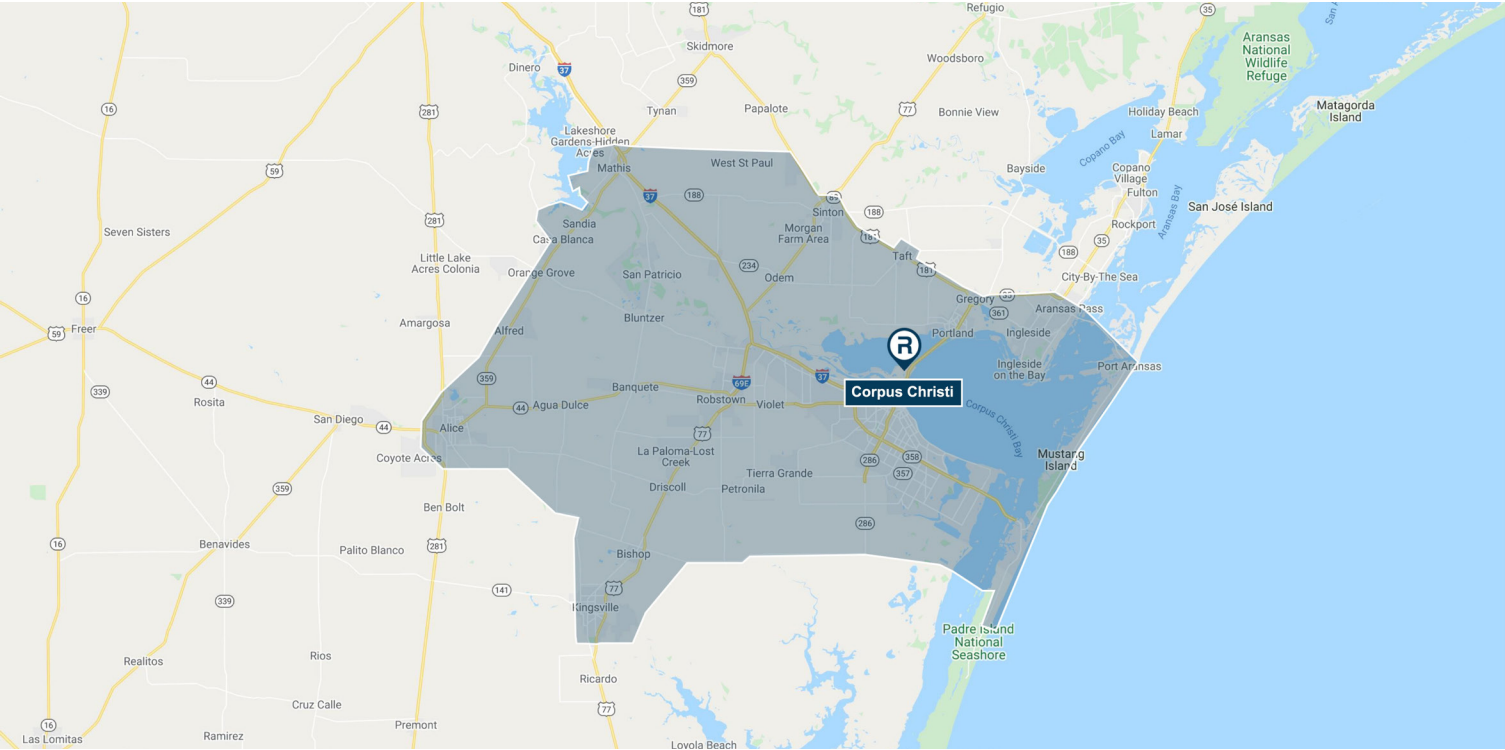 181
Refugio
35
San A
Aransas
National
Wildlife
Refuge
Skidmore
Dinero
37
Woodsboro
359
16
281
Tynan
Papalote
77
Bonnie View
Holiday Beach
Matagorda
Island
Lamar
Lakeshore
Gardens-Hidden
Acres
Copano Bay
59
Mathis
West St Paul
Bayside
Copano
Village
37
188
69
Fulton
281
Sandia
Sinton
188
Aransas Bay
San José Island
Seven Sisters
Casa Blanca
Morgan
Farm Area
181
Rockport
35
Little Lake
Acres Colonia
Orange Grove
San Patricio
234
Odem
Taft
181
188
City-By-The Sea
16
Gregory
35
Aransas Pass
361
59
Freer
Amargosa
Alfred
Bluntzer
Portland
Ingleside
R
Ingleside
on the Bay
Port Aransas
339
44
359
Banquete
69E
37
Corpus Christi
Rosita
44
Agua Dulce
Robstown
Violet
Corpus Christi Bay
San Diego
44
Alice
77
Coyote Acres
La Paloma-Lost
Creek
286
358
357
Mustang
Island
359
Tierra Grande
Driscoll
Petronila
Ben Bolt
286
16
Benavides
Palito Blanco
281
Bishop
141
77
339
Kingsville
Padre Island
National
Seashore
Realitos
Rios
Ricardo
Cruz Calle
77
16
Las Lomitas
Ramirez
Premont
Loyola Beach